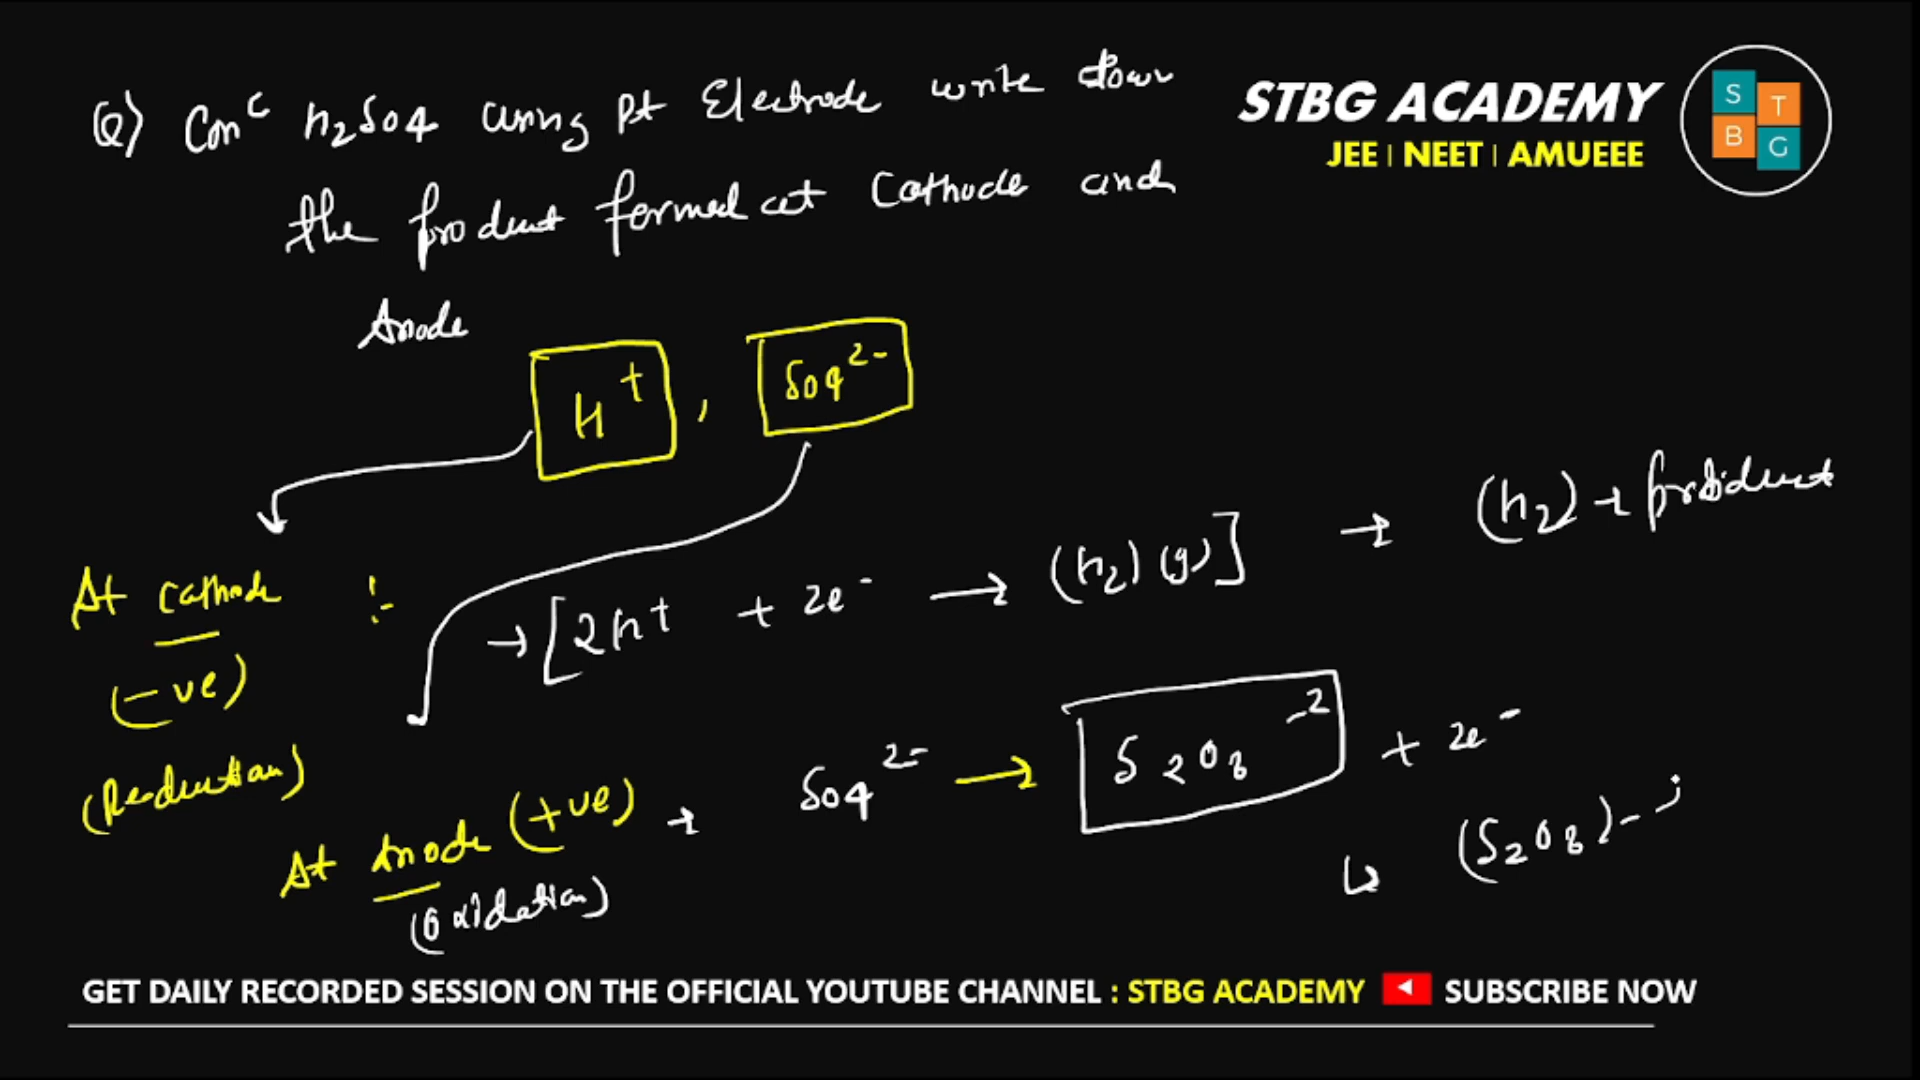 Q) Conc H2SO4 using Pt Electrode write down
the product formed at Cathode and
Anode
STBG ACADEMY
JEE | NEET | AMUEEE
S T B G
H+ , SO4 2-
At Cathode :- → [2H+ + 2e- → (H2) (g)] → (H2) → product
(-ve)
(Reduction)
At Anode (+ve) → SO4 2- → S2O8 -2 + 2e-
(Oxidation)
↳ (S2O8)--;
GET DAILY RECORDED SESSION ON THE OFFICIAL YOUTUBE CHANNEL : STBG ACADEMY SUBSCRIBE NOW